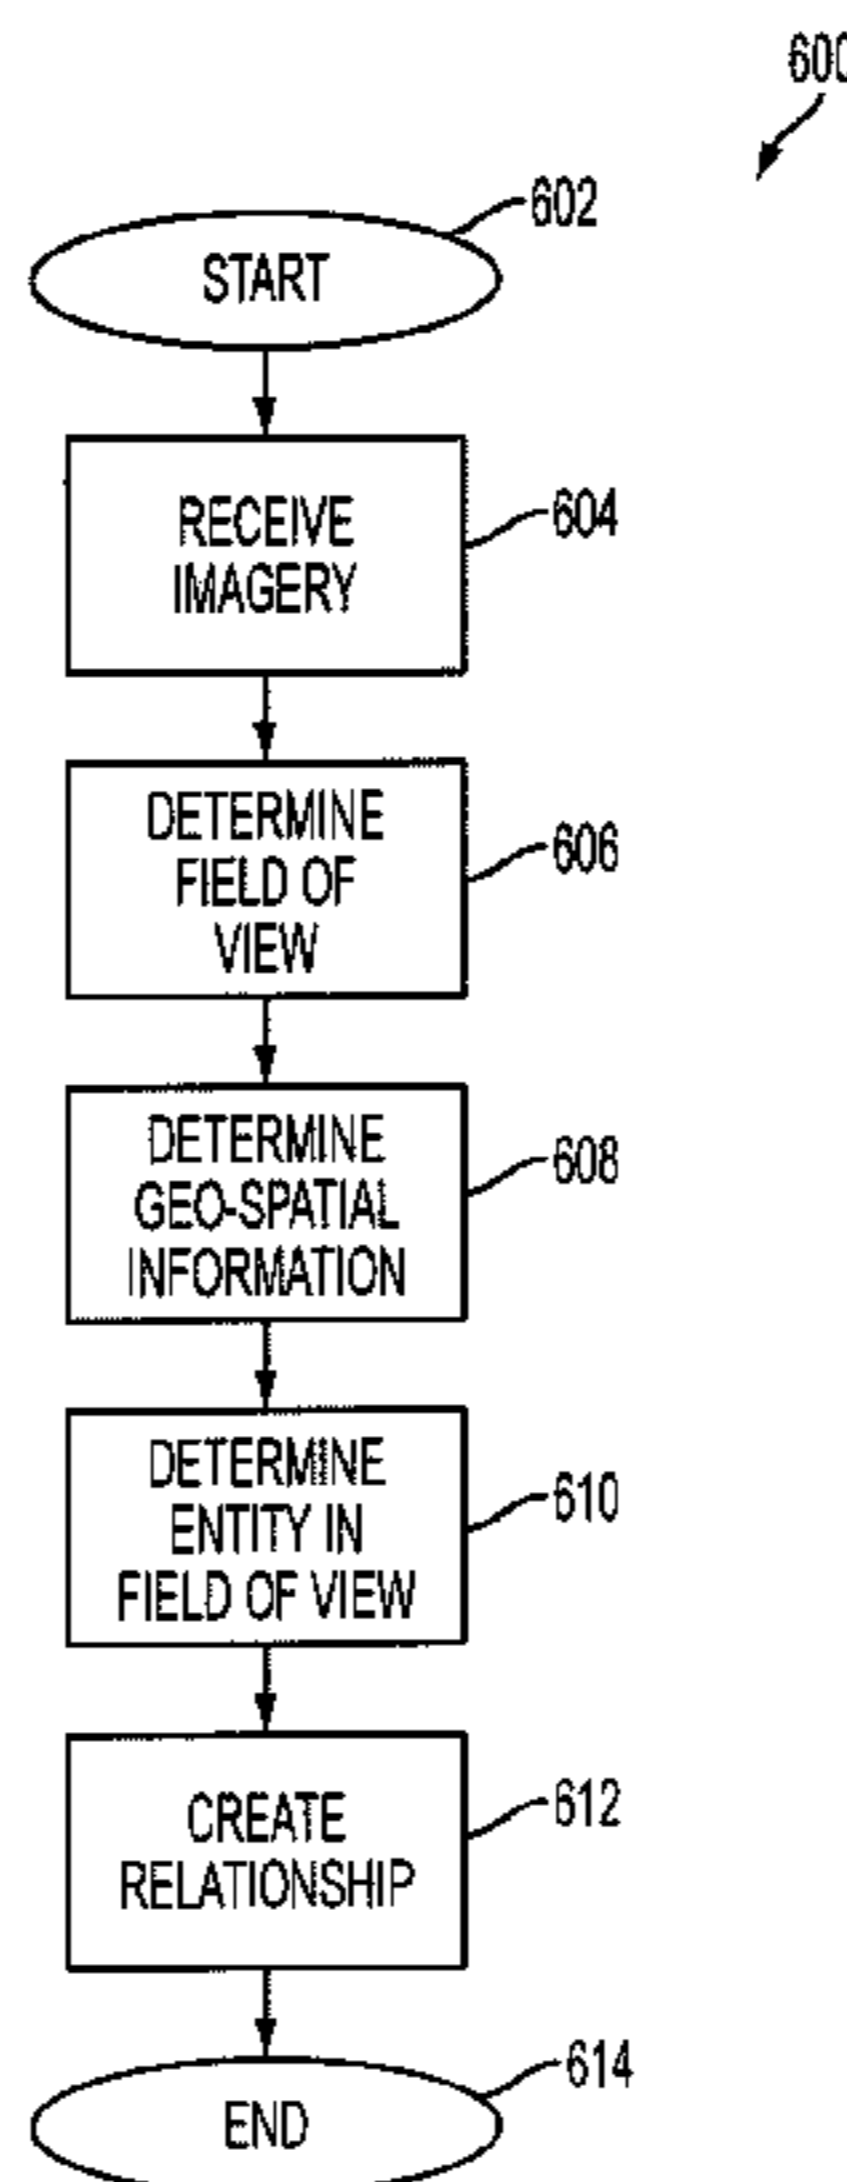 600
602
START
604
RECEIVE
IMAGERY
606
DETERMINE
FIELD OF
VIEW
608
DETERMINE
GEO-SPATIAL
INFORMATION
610
DETERMINE
ENTITY IN
FIELD OF VIEW
612
CREATE
RELATIONSHIP
614
END